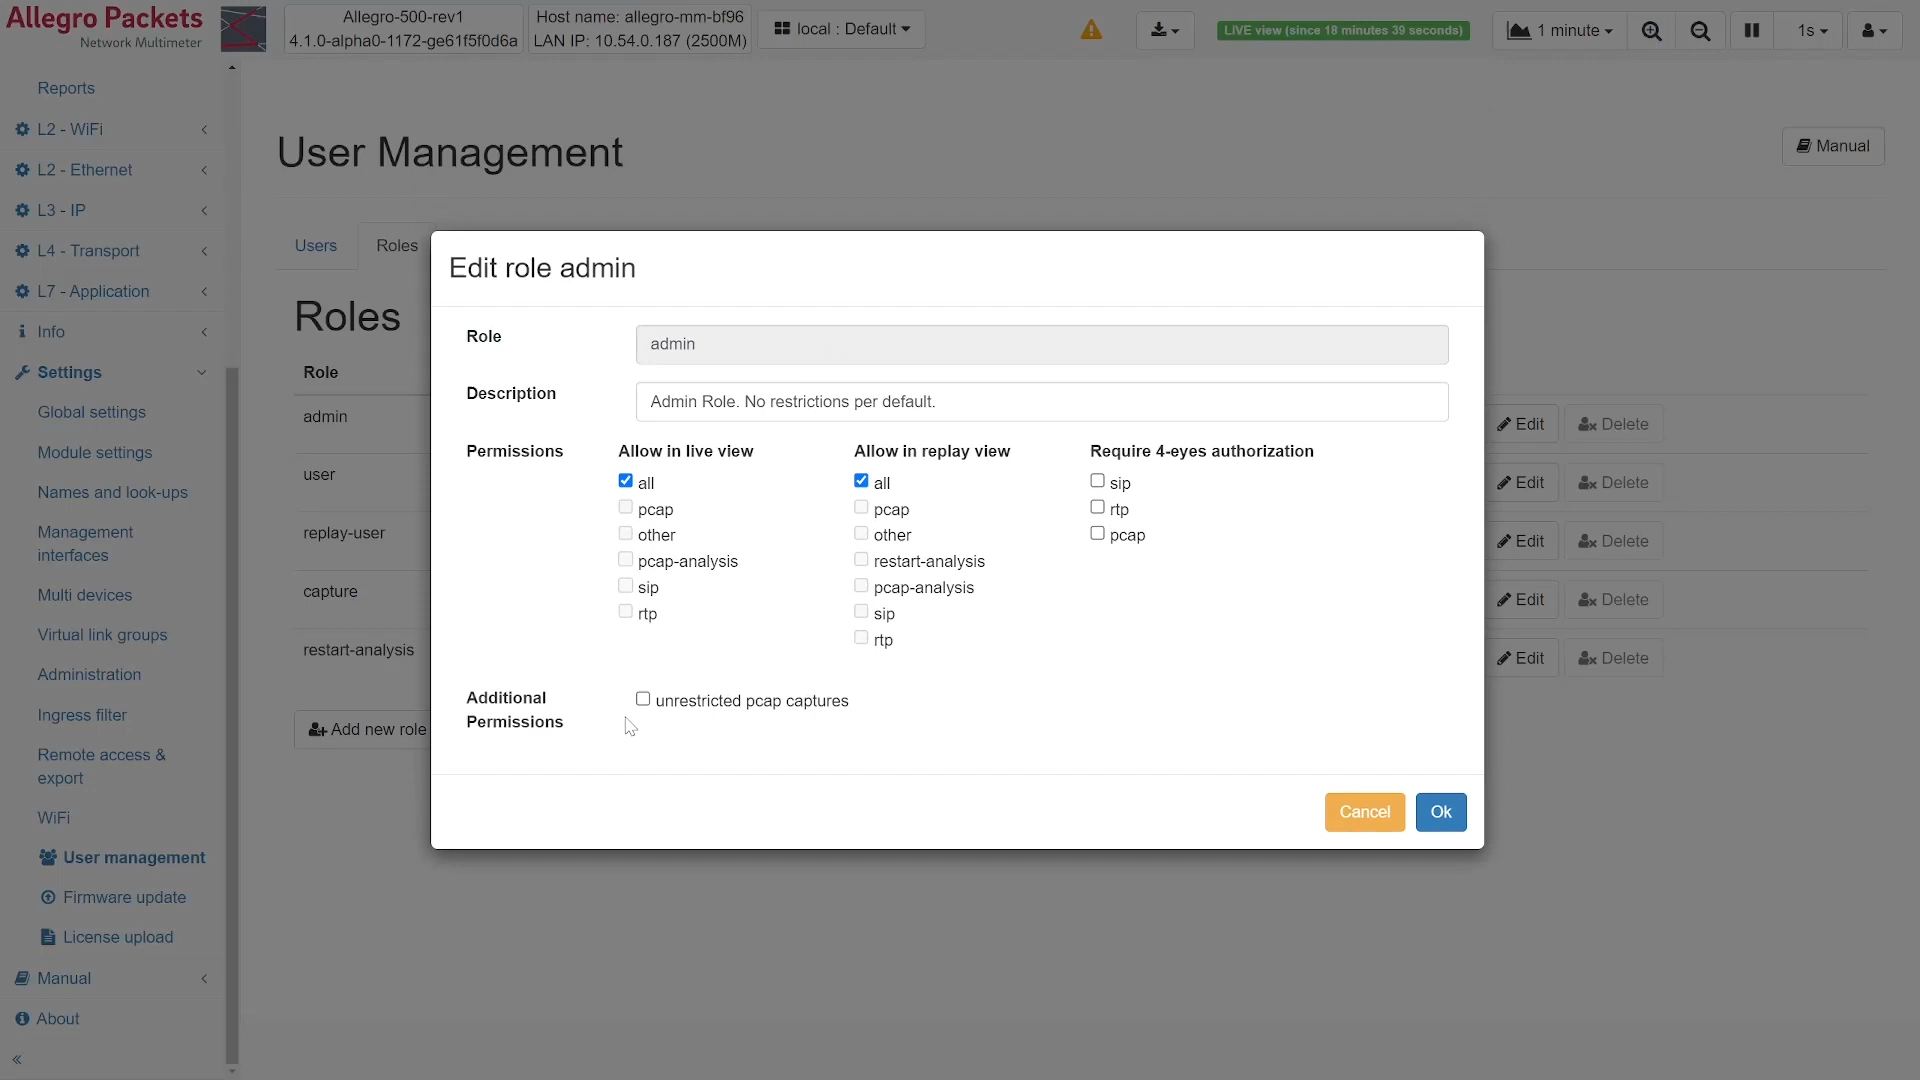 Allegro Packets
Network Multimeter
Allegro-500-rev1
4.1.0-alpha0-1172-ge61f5f0d6a
Host name: allegro-mm-bf96
LAN IP: 10.54.0.187 (2500M)
local : Default
LIVE view (since 18 minutes 39 seconds)
1 minute
1s
Reports
L2 - WiFi
L2 - Ethernet
L3 - IP
L4 - Transport
L7 - Application
Info
Settings
Global settings
Module settings
Names and look-ups
Management
interfaces
Multi devices
Virtual link groups
Administration
Ingress filter
Remote access &
export
WiFi
User management
Firmware update
License upload
Manual
About
«
User Management
Manual
Users
Roles
Roles
Role
admin
Edit
Delete
user
Edit
Delete
replay-user
Edit
Delete
capture
Edit
Delete
restart-analysis
Edit
Delete
Add new role
Edit role admin
Role
admin
Description
Admin Role. No restrictions per default.
Permissions
Allow in live view
all
pcap
other
pcap-analysis
sip
rtp
Allow in replay view
all
pcap
other
restart-analysis
pcap-analysis
sip
rtp
Require 4-eyes authorization
sip
rtp
pcap
Additional
Permissions
unrestricted pcap captures
Cancel
Ok